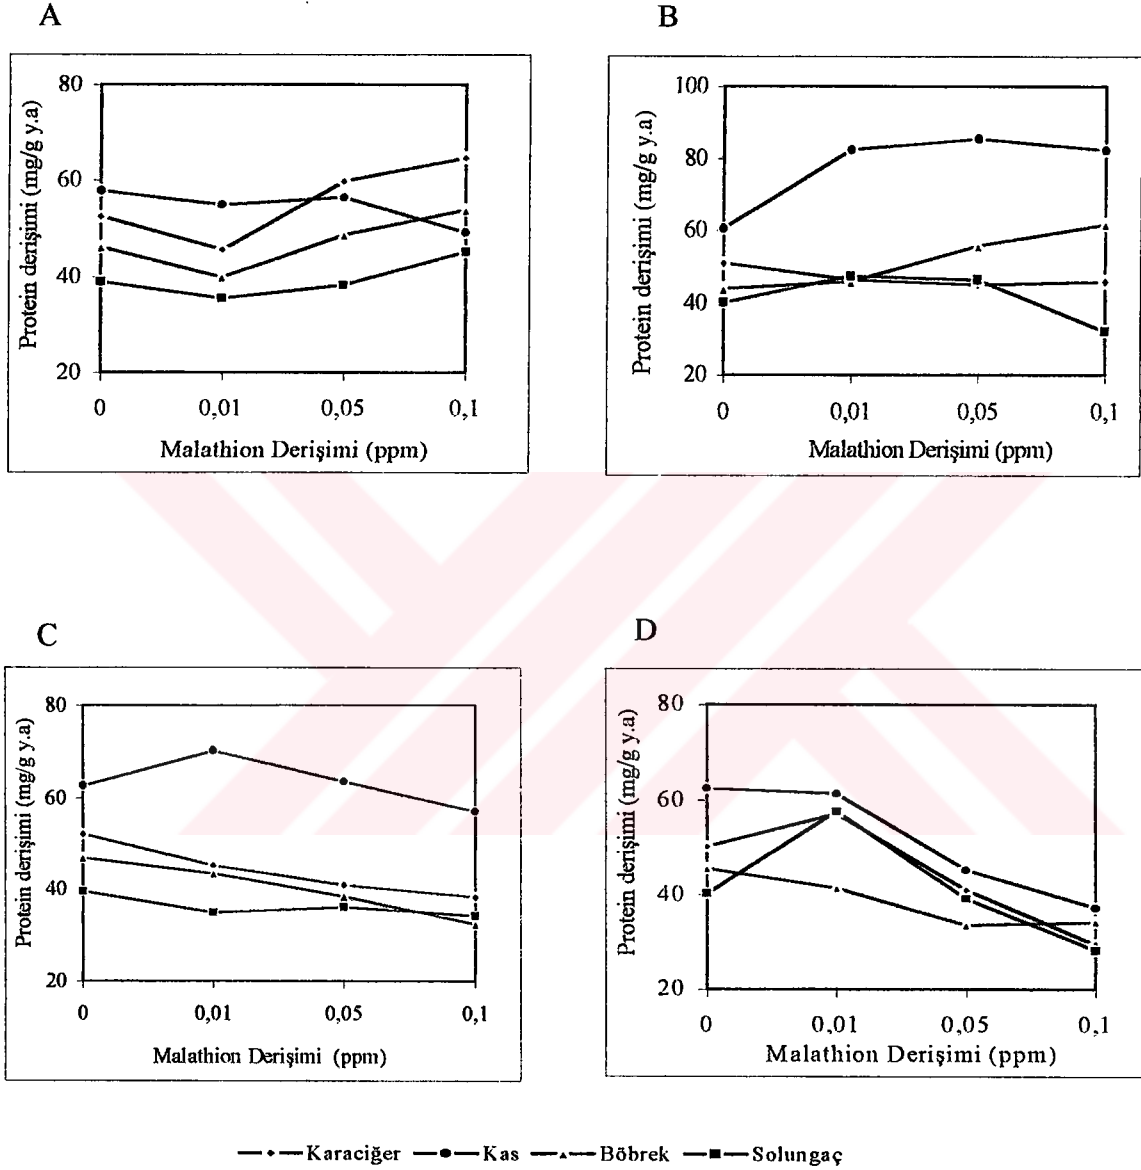 A
80
60
40
20
Protein derişimi (mg/g y.a)
0 0,01 0,05 0,1
Malathion Derişimi (ppm)
B
100
80
60
40
20
Protein derişimi (mg/g y.a)
0 0,01 0,05 0,1
Malathion Derişimi (ppm)
C
80
60
40
20
Protein derişimi (mg/g y.a)
0 0,01 0,05 0,1
Malathion Derişimi (ppm)
D
80
60
40
20
Protein derişimi (mg/g y.a)
0 0,01 0,05 0,1
Malathion Derişimi (ppm)
Karaciğer Kas Böbrek Solungaç